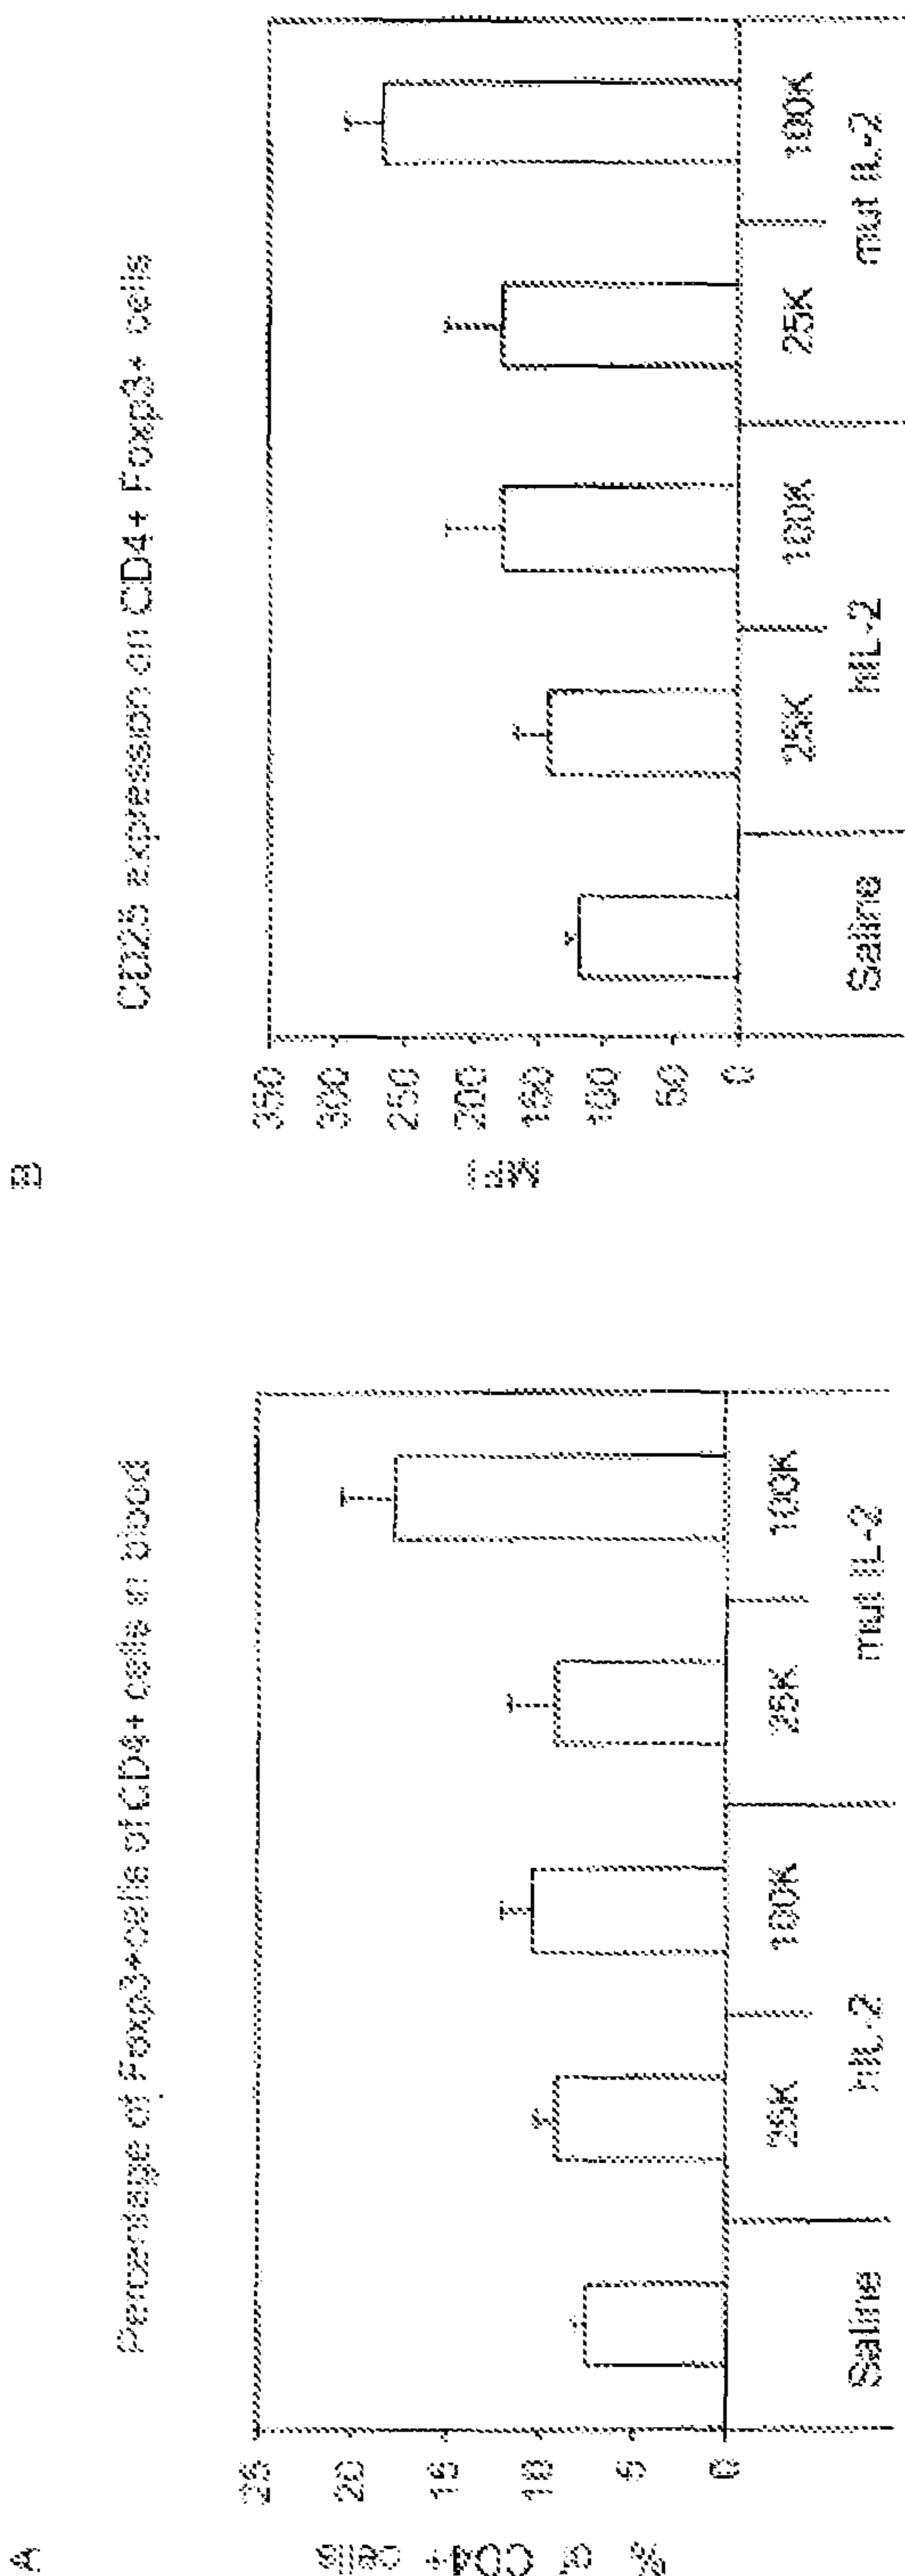 A
Percentage of Foxp3+cells of CD4+ cells in blood
% of CD4+ cells
25
20
15
10
5
0
Saline
25K
100K
25K
100K
hIL-2
mut IL-2
B
CD25 expression on CD4+ Foxp3+ cells
MFI
350
300
250
200
150
100
50
0
Saline
25K
100K
25K
100K
hIL-2
mut IL-2